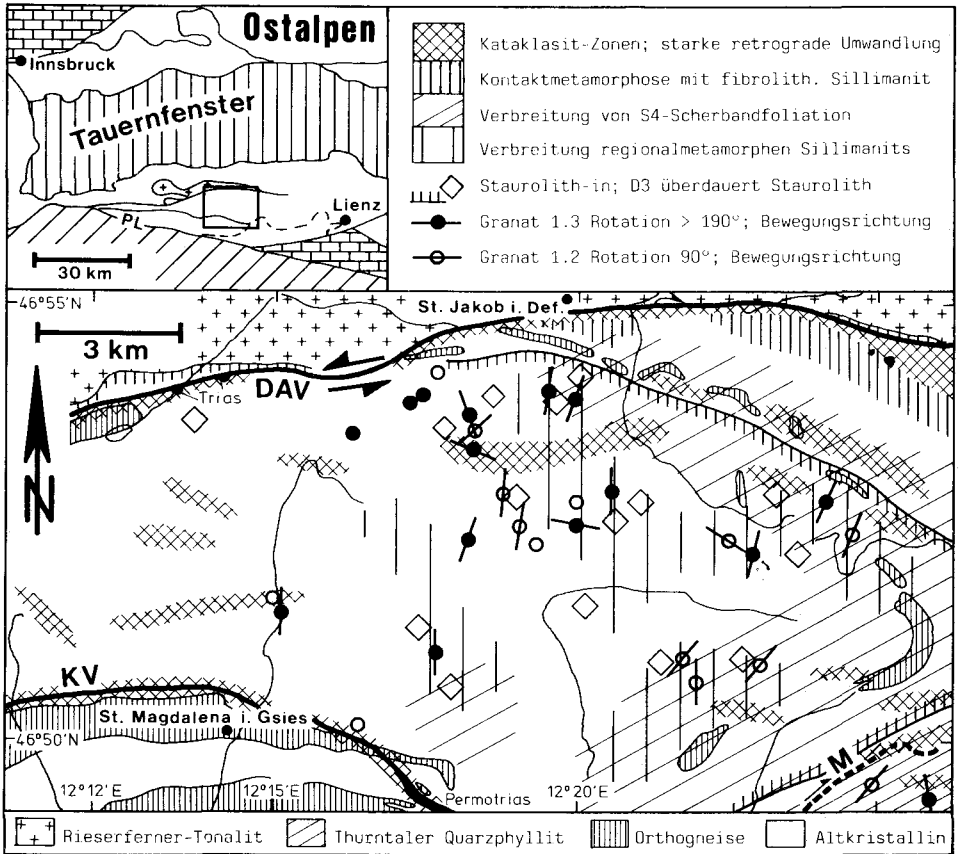 Ostalpen
Innsbruck
Tauernfenster
Lienz
PL
30 km
Kataklasit-Zonen; starke retrograde Umwandlung
Kontaktmetamorphose mit fibrolith. Sillimanit
Verbreitung von S4-Scherbandfoliation
Verbreitung regionalmetamorphen Sillimanits
Staurolith-in; D3 überdauert Staurolith
Granat 1.3 Rotation > 190°; Bewegungsrichtung
Granat 1.2 Rotation 90°; Bewegungsrichtung
46°55'N
St. Jakob i. Def.
3 km
DAV
Trias
N
KV
St. Magdalena i. Gsies
46°50'N
M
12°12'E
12°15'E
Permotrias
12°20'E
Rieserferner-Tonalit
Thurntaler Quarzphyllit
Orthogneise
Altkristallin